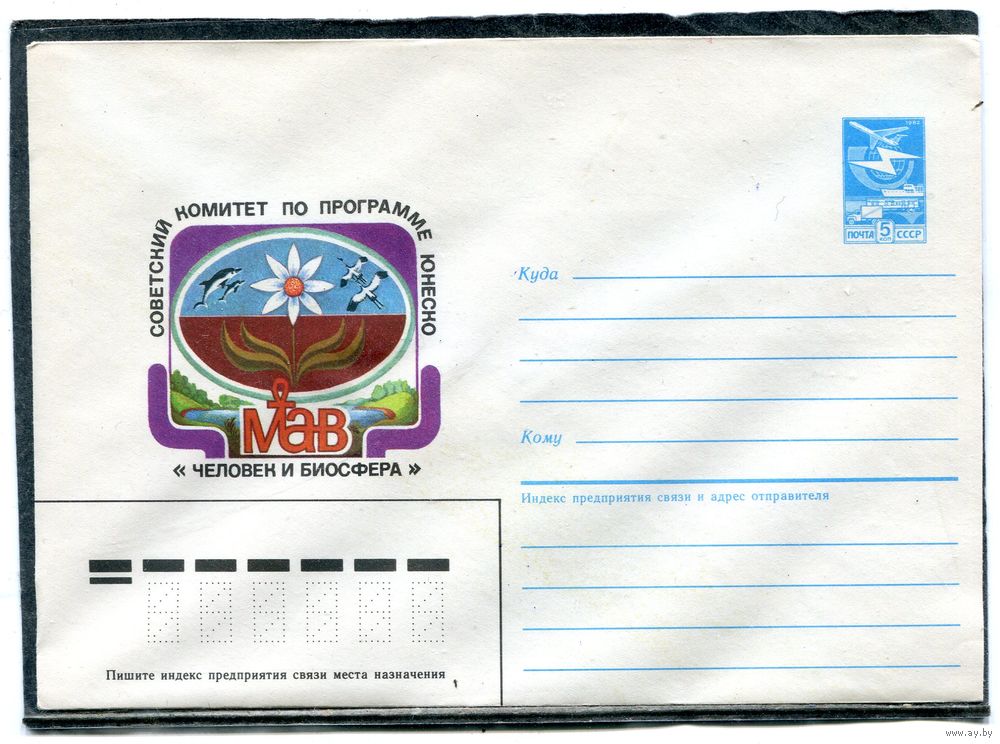 1982
ПОЧТА 5 КОП СССР
СОВЕТСКИЙ КОМИТЕТ ПО ПРОГРАММЕ ЮНЕСКО
Mав
« ЧЕЛОВЕК И БИОСФЕРА »
Куда
Кому
Индекс предприятия связи и адрес отправителя
Пишите индекс предприятия связи места назначения
www.ay.by